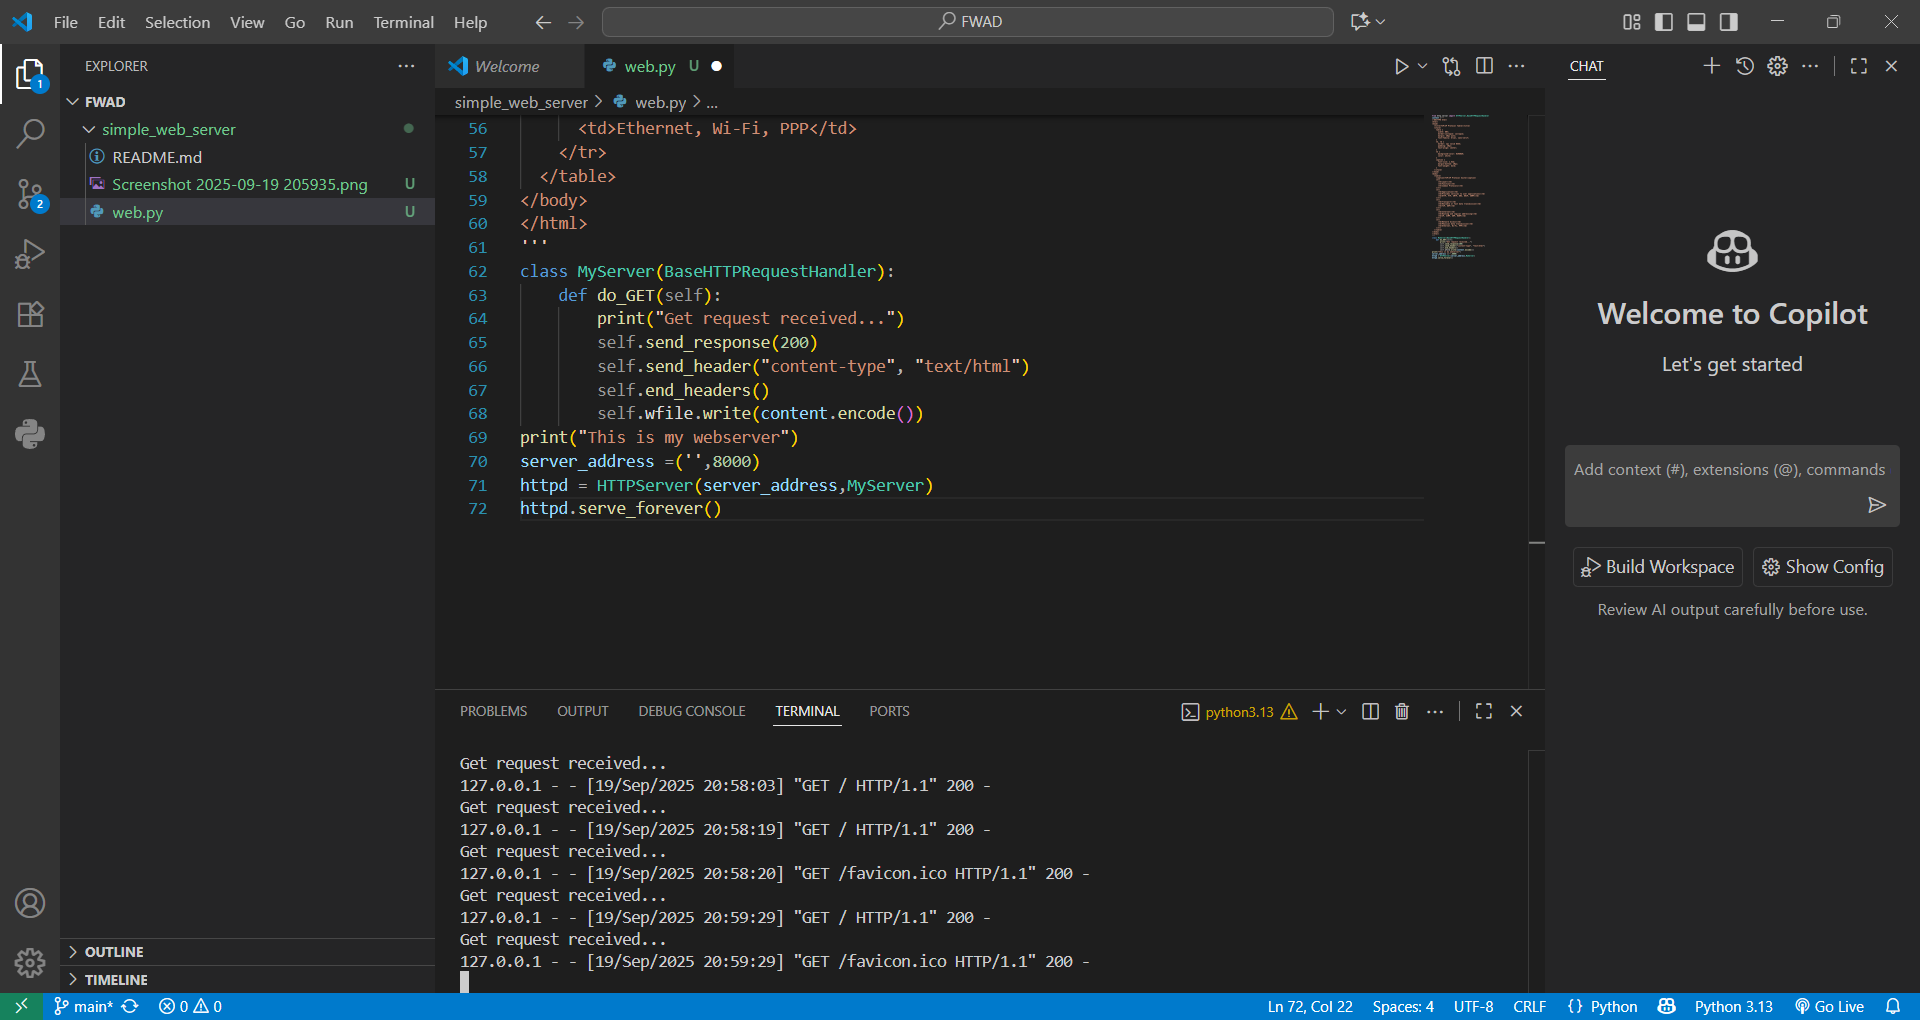 File Edit Selection View Go Run Terminal Help
FWAD
EXPLORER
FWAD
simple_web_server
README.md
Screenshot 2025-09-19 205935.png U
web.py U
1
2
OUTLINE
TIMELINE
Welcome
web.py U
simple_web_server > web.py > ...
56 <td>Ethernet, Wi-Fi, PPP</td>
57 </tr>
58 </table>
59 </body>
60 </html>
61 '''
62 class MyServer(BaseHTTPRequestHandler):
63 def do_GET(self):
64 print("Get request received...")
65 self.send_response(200)
66 self.send_header("content-type", "text/html")
67 self.end_headers()
68 self.wfile.write(content.encode())
69 print("This is my webserver")
70 server_address =('',8000)
71 httpd = HTTPServer(server_address,MyServer)
72 httpd.serve_forever()
PROBLEMS OUTPUT DEBUG CONSOLE TERMINAL PORTS
python3.13
Get request received...
127.0.0.1 - - [19/Sep/2025 20:58:03] "GET / HTTP/1.1" 200 -
Get request received...
127.0.0.1 - - [19/Sep/2025 20:58:19] "GET / HTTP/1.1" 200 -
Get request received...
127.0.0.1 - - [19/Sep/2025 20:58:20] "GET /favicon.ico HTTP/1.1" 200 -
Get request received...
127.0.0.1 - - [19/Sep/2025 20:59:29] "GET / HTTP/1.1" 200 -
Get request received...
127.0.0.1 - - [19/Sep/2025 20:59:29] "GET /favicon.ico HTTP/1.1" 200 -
CHAT
Welcome to Copilot
Let's get started
Add context (#), extensions (@), commands
Build Workspace
Show Config
Review AI output carefully before use.
main* 0 0
Ln 72, Col 22 Spaces: 4 UTF-8 CRLF {} Python Python 3.13 Go Live